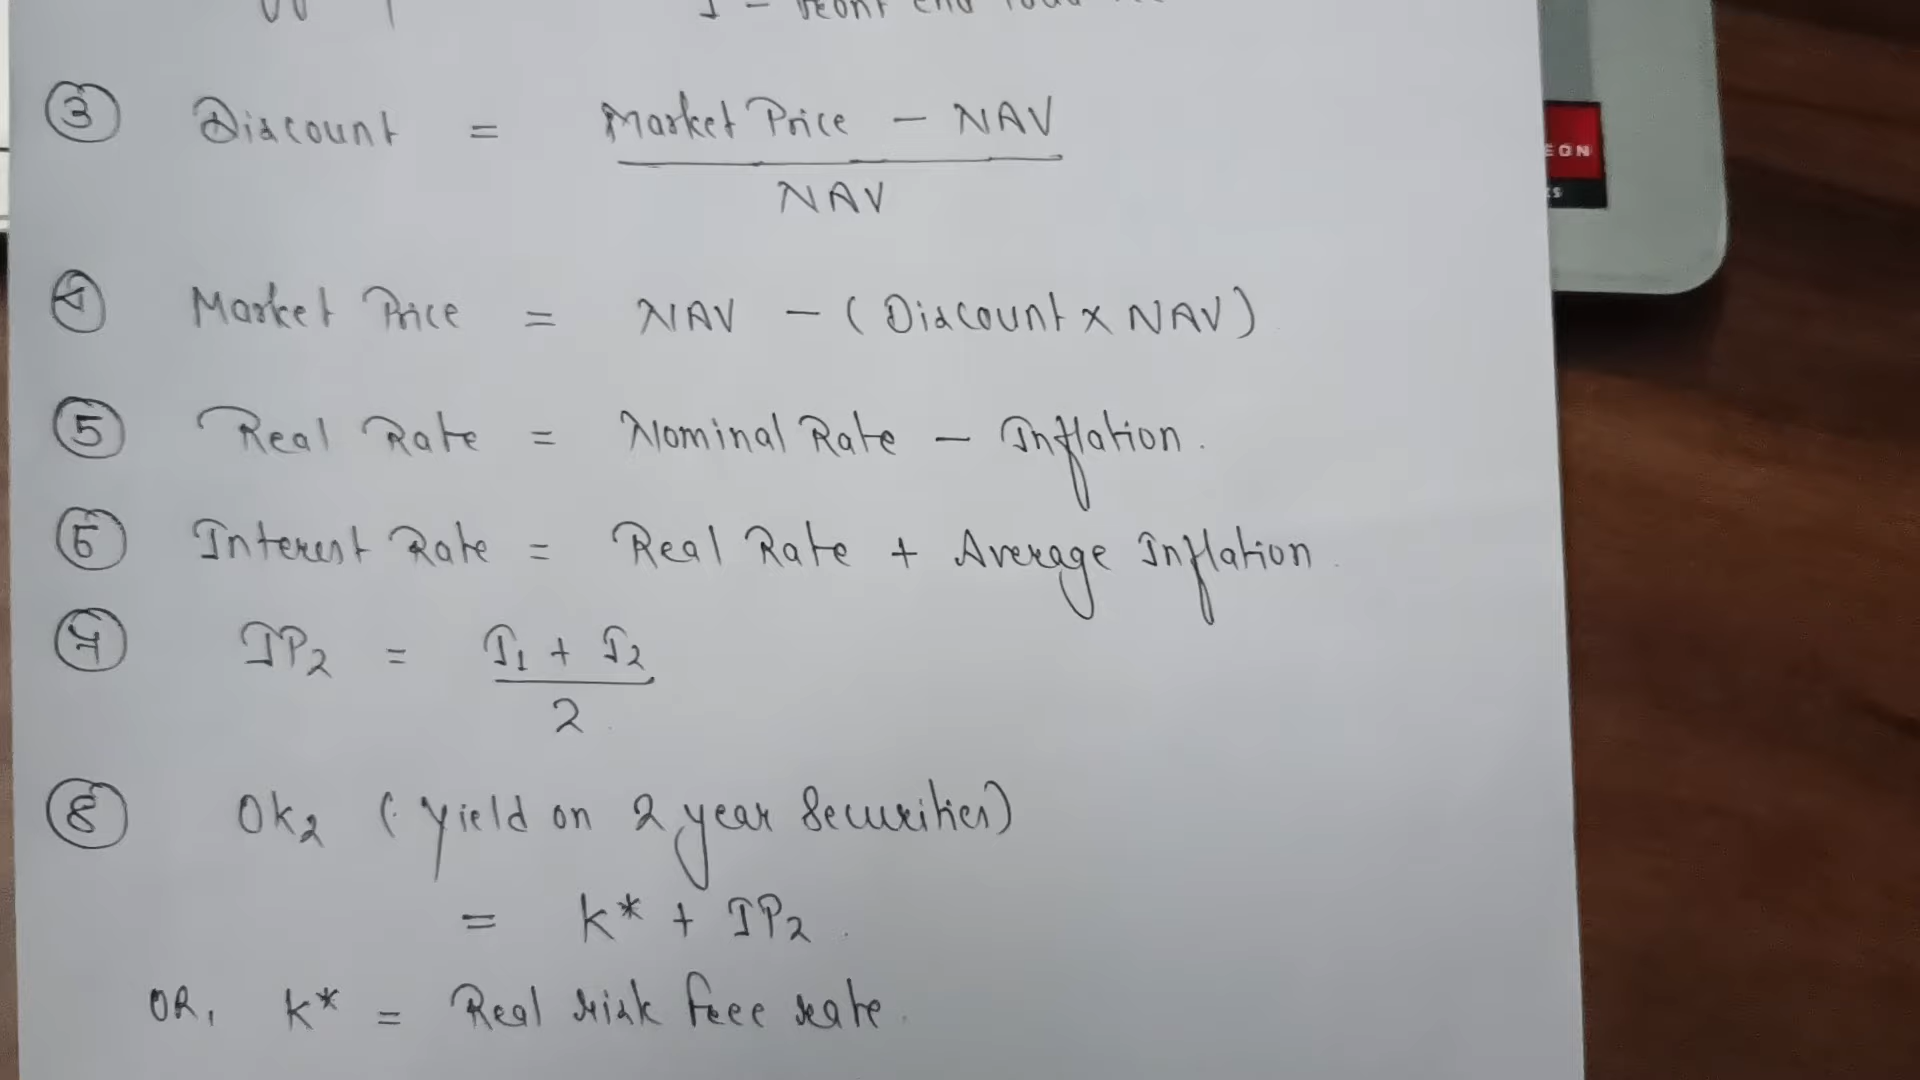 ③ Discount = Market Price - NAV
NAV
④ Market Price = NAV - (Discount x NAV)
⑤ Real Rate = Nominal Rate - Inflation.
⑥ Interest Rate = Real Rate + Average Inflation
⑦ IP2 = I1 + I2
2
⑧ Ok2 (Yield on 2 year Securities)
= k* + IP2
OR, k* = Real risk free rate
EON